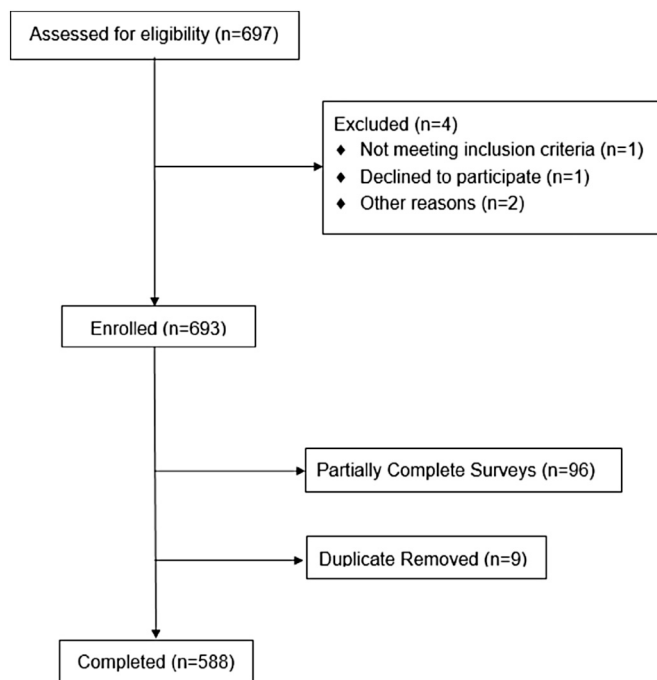 Assessed for eligibility (n=697)
Excluded (n=4)
♦ Not meeting inclusion criteria (n=1)
♦ Declined to participate (n=1)
♦ Other reasons (n=2)
Enrolled (n=693)
Partially Complete Surveys (n=96)
Duplicate Removed (n=9)
Completed (n=588)